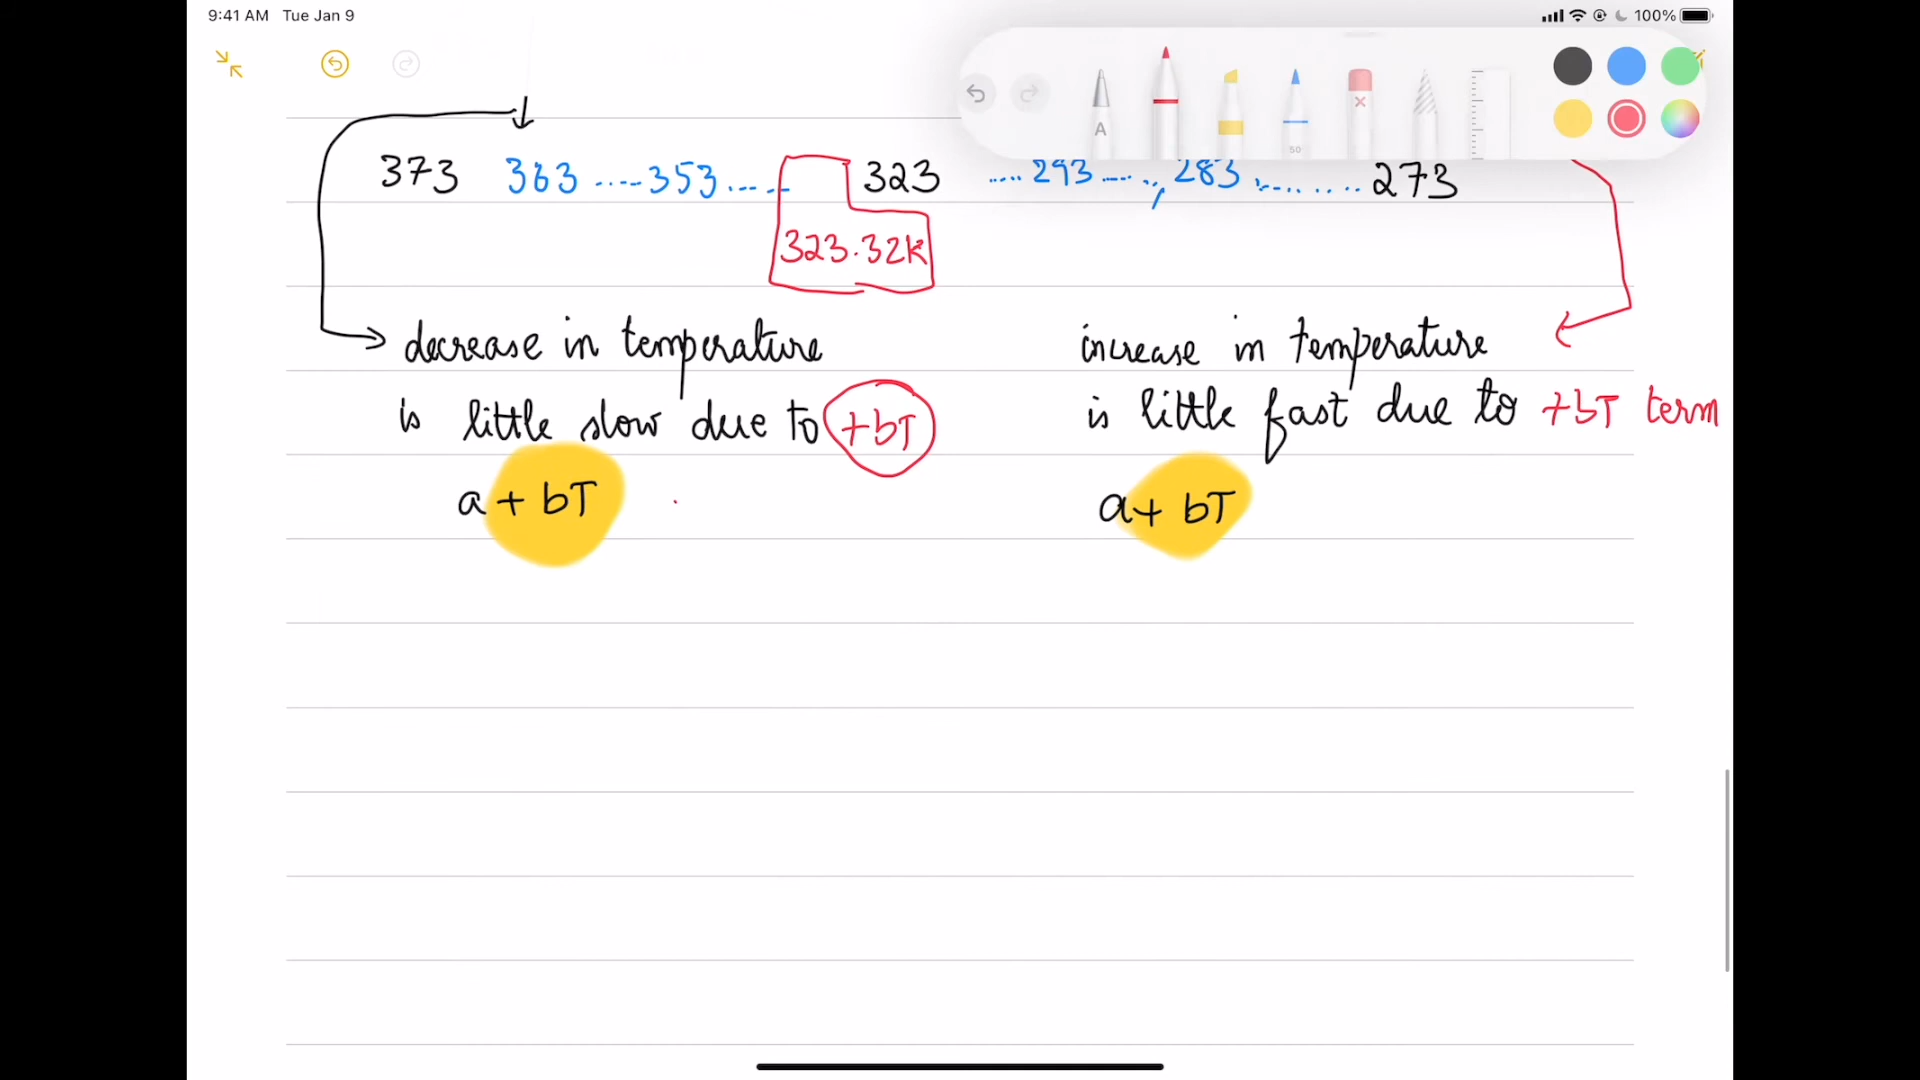 9:41 AM Tue Jan 9
100%
A
50
373 363 ....353.... 323 ....293....,283........273
323.32K
decrease in temperature
is little slow due to +bT
a + bT
increase in temperature
is little fast due to +bT term
a+ bT